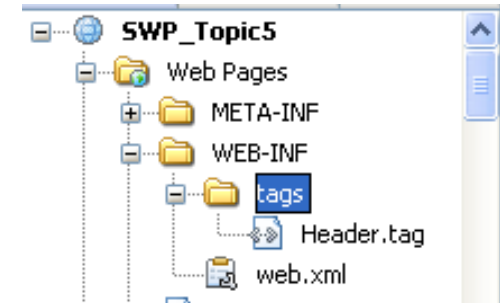 SWP_Topic5
Web Pages
META-INF
WEB-INF
tags
Header.tag
web.xml